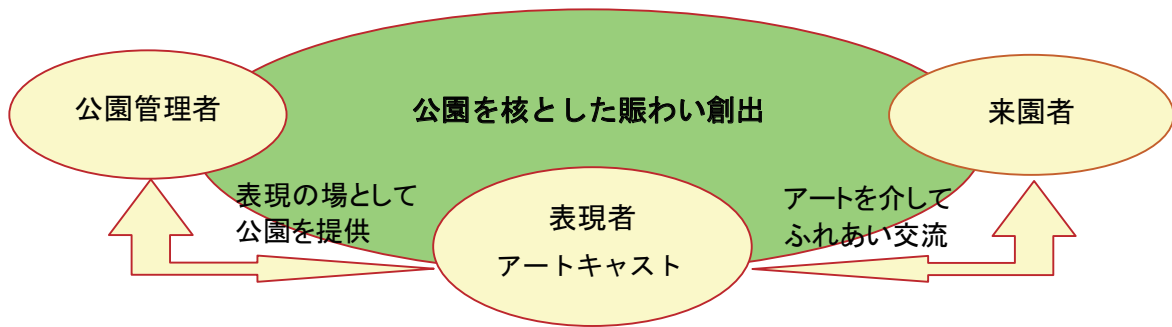 公園管理者
公園を核とした賑わい創出
来園者
表現の場として
公園を提供
表現者
アートキャスト
アートを介して
ふれあい交流